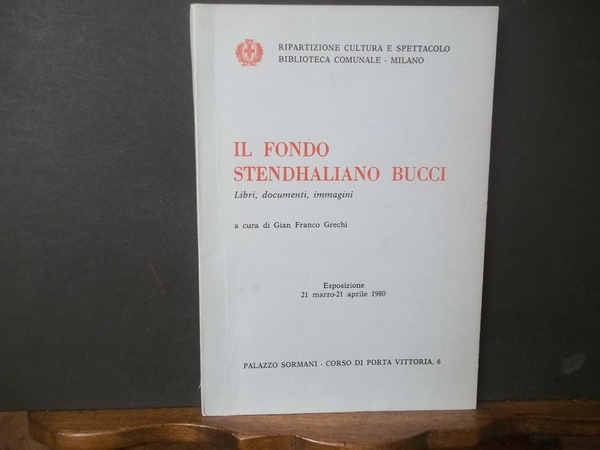 RIPARTIZIONE CULTURA E SPETTACOLO
BIBLIOTECA COMUNALE - MILANO
IL FONDO
STENDHALIANO BUCCI
Libri, documenti, immagini
a cura di Gian Franco Grechi
Esposizione
21 marzo-21 aprile 1980
PALAZZO SORMANI - CORSO DI PORTA VITTORIA, 6